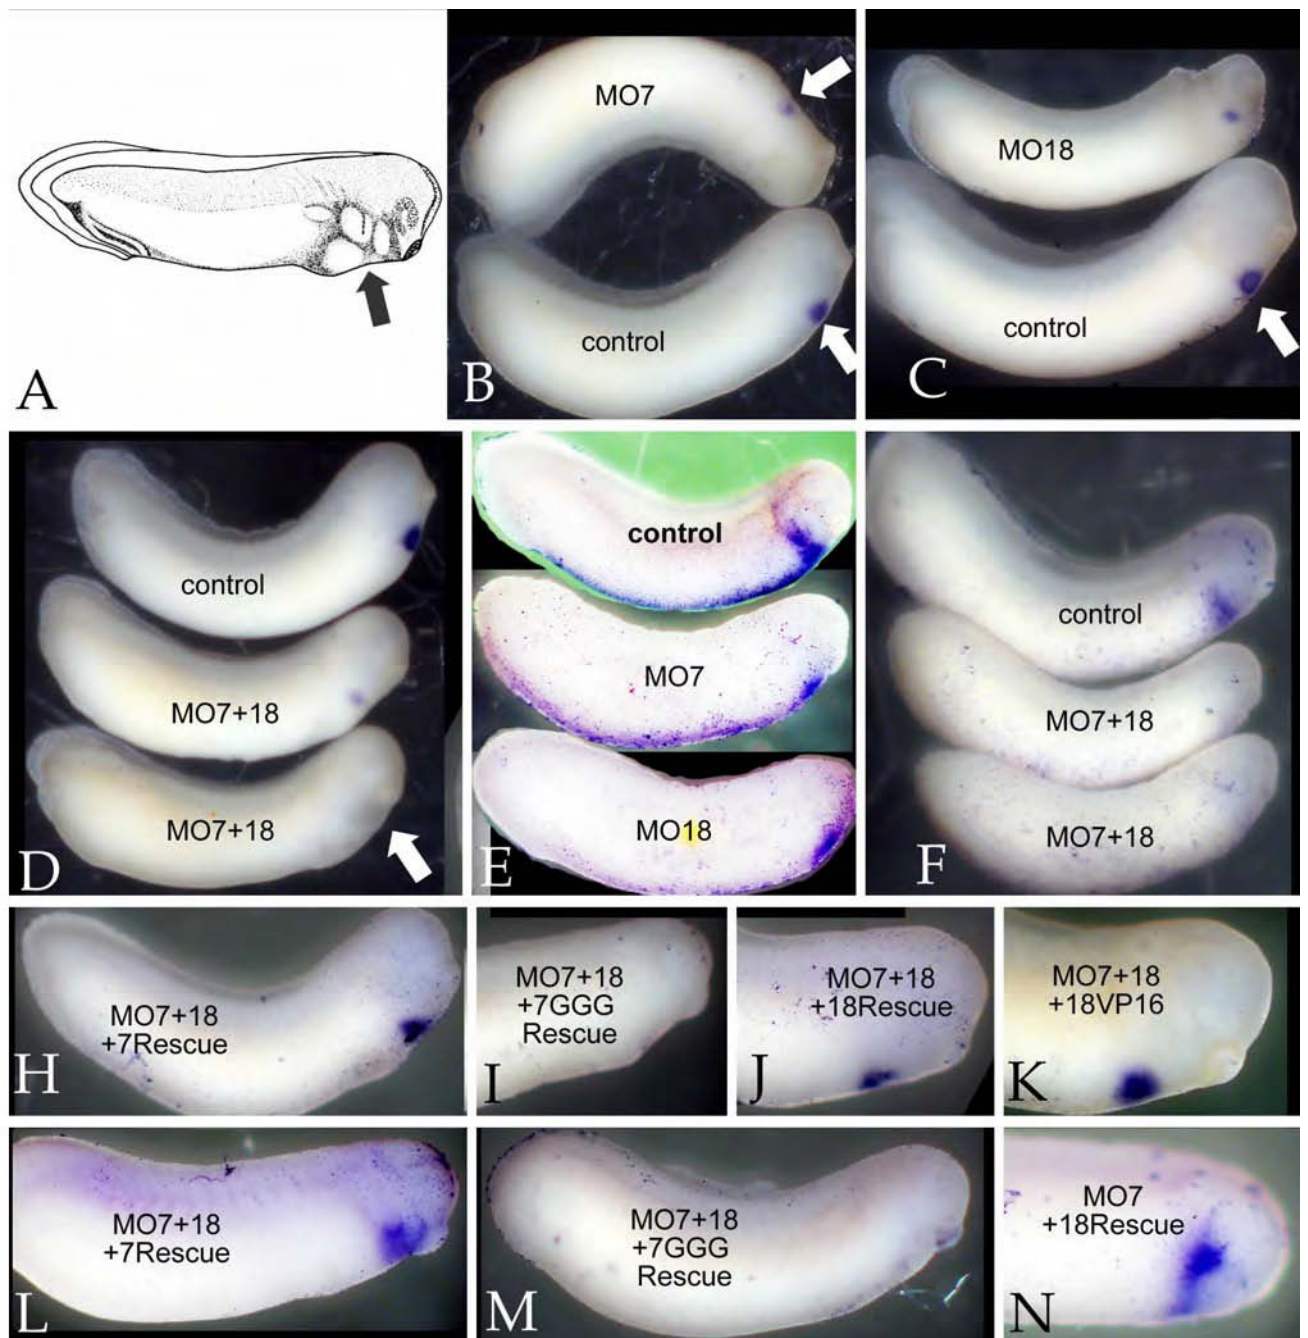 A
MO7
control
B
MO18
control
C
control
MO7+18
MO7+18
D
control
MO7
MO18
E
control
MO7+18
MO7+18
F
MO7+18
+7Rescue
H
MO7+18
+7GGG
Rescue
I
MO7+18
+18Rescue
J
MO7+18
+18VP16
K
MO7+18
+7Rescue
L
MO7+18
+7GGG
Rescue
M
MO7
+18Rescue
N